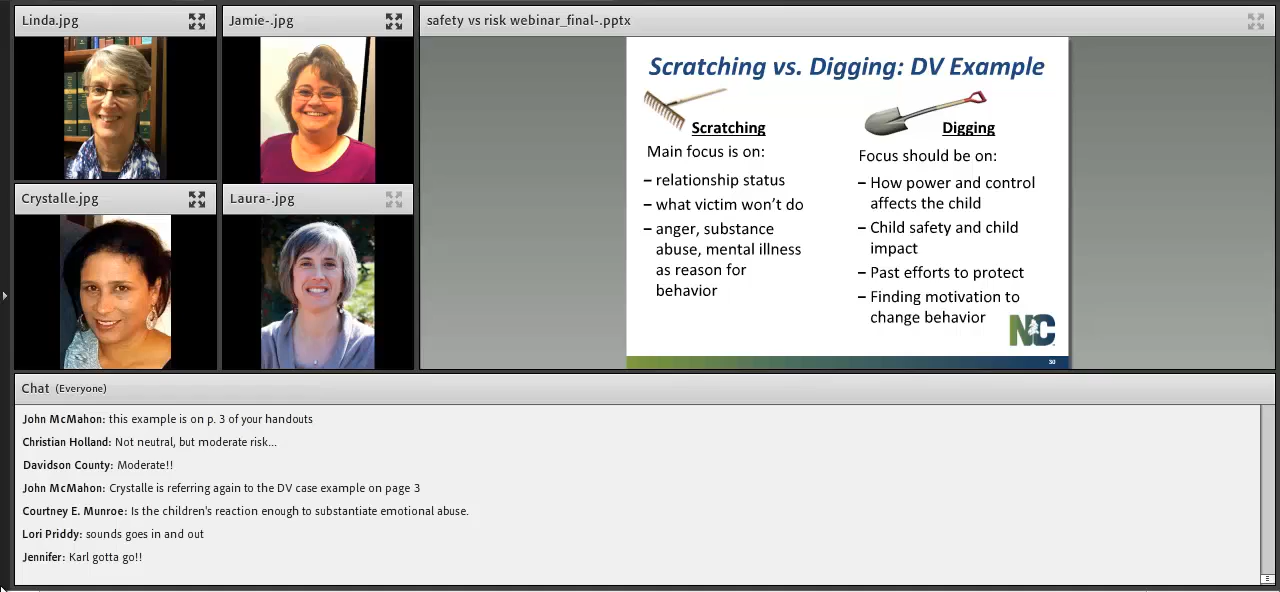 Linda.jpg
Jamie-.jpg
safety vs risk webinar_final-.pptx
Crystalle.jpg
Laura-.jpg
Scratching vs. Digging: DV Example
Scratching
Main focus is on:
– relationship status
– what victim won't do
– anger, substance
abuse, mental illness
as reason for
behavior
Digging
Focus should be on:
– How power and control
affects the child
– Child safety and child
impact
– Past efforts to protect
– Finding motivation to
change behavior
NC
30
Chat (Everyone)
John McMahon: this example is on p. 3 of your handouts
Christian Holland: Not neutral, but moderate risk...
Davidson County: Moderate!!
John McMahon: Crystalle is referring again to the DV case example on page 3
Courtney E. Munroe: Is the children's reaction enough to substantiate emotional abuse.
Lori Priddy: sounds goes in and out
Jennifer: Karl gotta go!!